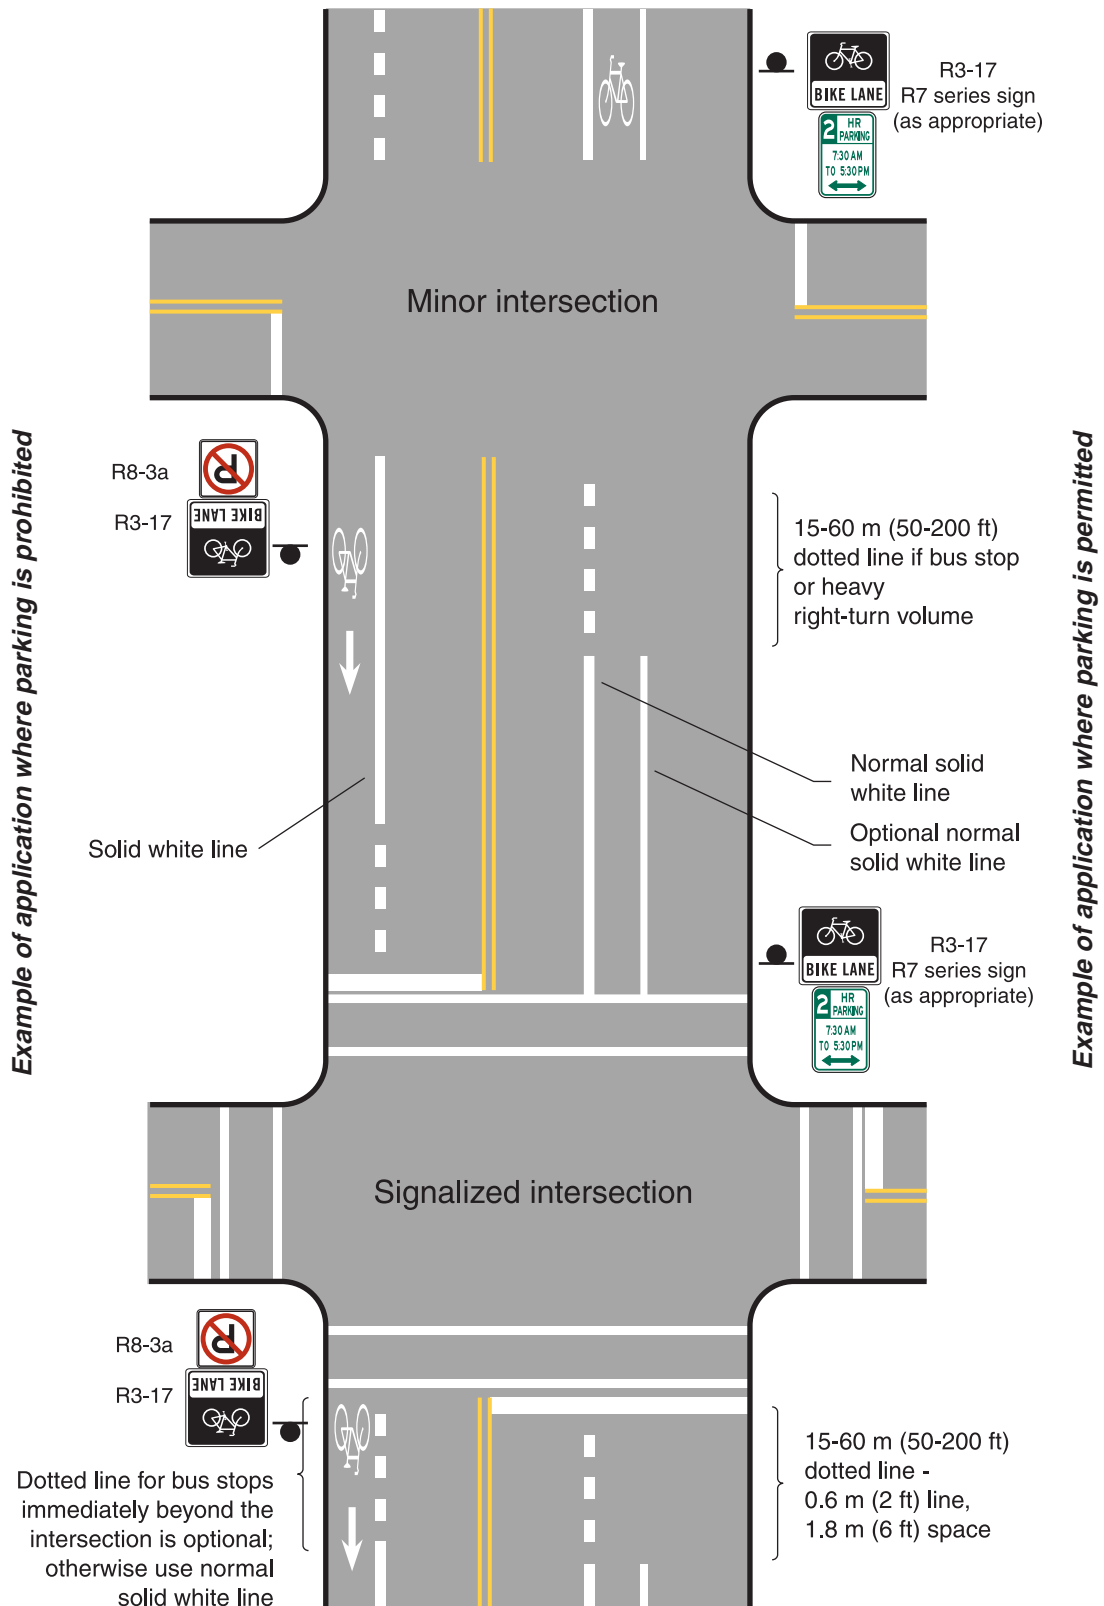 R3-17
R7 series sign
(as appropriate)
BIKE LANE
2 HR
PARKING
7:30 AM
TO 5:30 PM
Minor intersection
Example of application where parking is prohibited
Example of application where parking is permitted
R8-3a
P
R3-17
BIKE LANE
15-60 m (50-200 ft)
dotted line if bus stop
or heavy
right-turn volume
Normal solid
white line
Optional normal
solid white line
Solid white line
BIKE LANE
R3-17
R7 series sign
(as appropriate)
2 HR
PARKING
7:30 AM
TO 5:30 PM
Signalized intersection
R8-3a
P
R3-17
BIKE LANE
Dotted line for bus stops
immediately beyond the
intersection is optional;
otherwise use normal
solid white line
15-60 m (50-200 ft)
dotted line -
0.6 m (2 ft) line,
1.8 m (6 ft) space